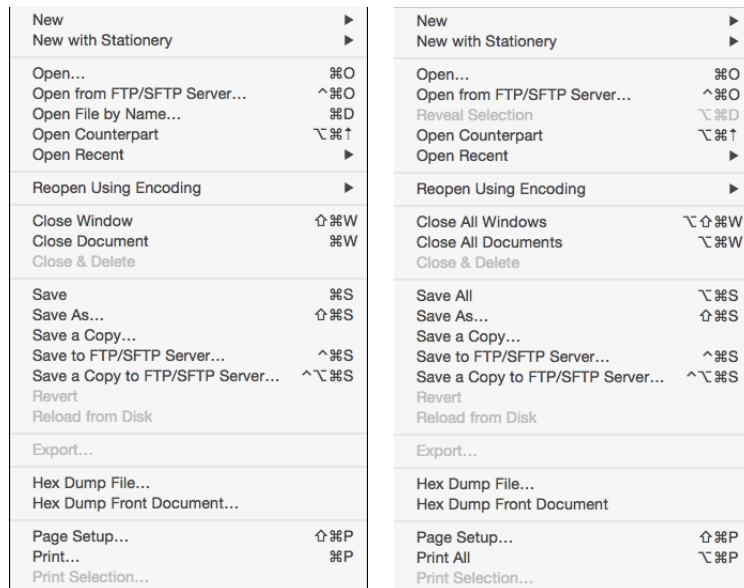 New ▶
New with Stationery ▶
Open... ⌘O
Open from FTP/SFTP Server... ^⌘O
Open File by Name... ⌘D
Open Counterpart ⌥⌘↑
Open Recent ▶
Reopen Using Encoding ▶
Close Window ⇧⌘W
Close Document ⌘W
Close & Delete
Save ⌘S
Save As... ⇧⌘S
Save a Copy...
Save to FTP/SFTP Server... ^⌘S
Save a Copy to FTP/SFTP Server... ^⌥⌘S
Revert
Reload from Disk
Export...
Hex Dump File...
Hex Dump Front Document...
Page Setup... ⇧⌘P
Print... ⌘P
Print Selection...
New ▶
New with Stationery ▶
Open... ⌘O
Open from FTP/SFTP Server... ^⌘O
Reveal Selection ⌥⌘D
Open Counterpart ⌥⌘↑
Open Recent ▶
Reopen Using Encoding ▶
Close All Windows ⌥⇧⌘W
Close All Documents ⌥⌘W
Close & Delete
Save All ⌥⌘S
Save As... ⇧⌘S
Save a Copy...
Save to FTP/SFTP Server... ^⌘S
Save a Copy to FTP/SFTP Server... ^⌥⌘S
Revert
Reload from Disk
Export...
Hex Dump File...
Hex Dump Front Document
Page Setup... ⇧⌘P
Print All ⌥⌘P
Print Selection...